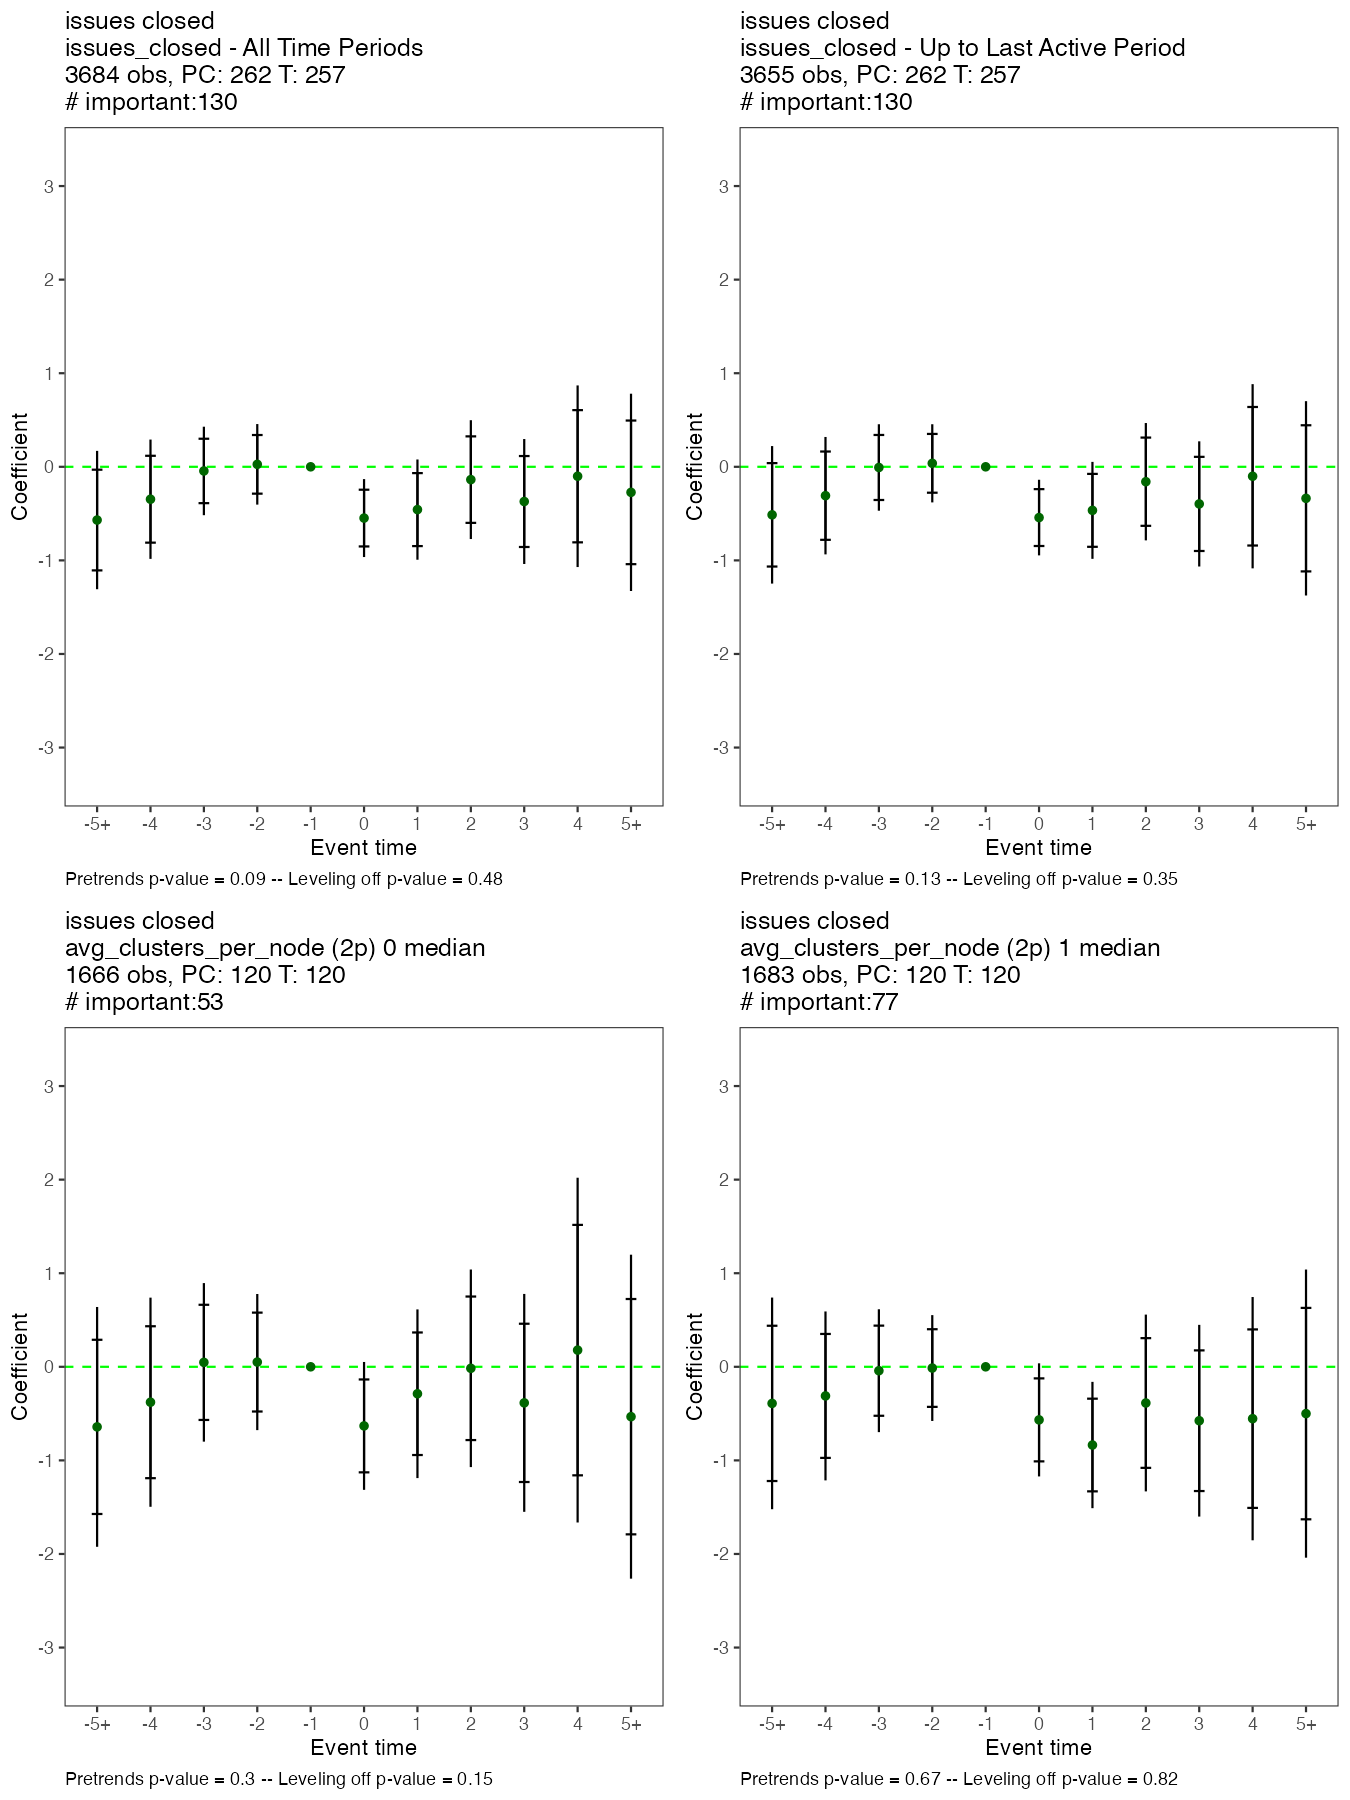 issues closed
issues_closed - All Time Periods
3684 obs, PC: 262 T: 257
# important:130
3
2
1
0
-1
-2
-3
Coefficient
-5+ -4 -3 -2 -1 0 1 2 3 4 5+
Event time
Pretrends p-value = 0.09 -- Leveling off p-value = 0.48
issues closed
issues_closed - Up to Last Active Period
3655 obs, PC: 262 T: 257
# important:130
3
2
1
0
-1
-2
-3
Coefficient
-5+ -4 -3 -2 -1 0 1 2 3 4 5+
Event time
Pretrends p-value = 0.13 -- Leveling off p-value = 0.35
issues closed
avg_clusters_per_node (2p) 0 median
1666 obs, PC: 120 T: 120
# important:53
3
2
1
0
-1
-2
-3
Coefficient
-5+ -4 -3 -2 -1 0 1 2 3 4 5+
Event time
Pretrends p-value = 0.3 -- Leveling off p-value = 0.15
issues closed
avg_clusters_per_node (2p) 1 median
1683 obs, PC: 120 T: 120
# important:77
3
2
1
0
-1
-2
-3
Coefficient
-5+ -4 -3 -2 -1 0 1 2 3 4 5+
Event time
Pretrends p-value = 0.67 -- Leveling off p-value = 0.82